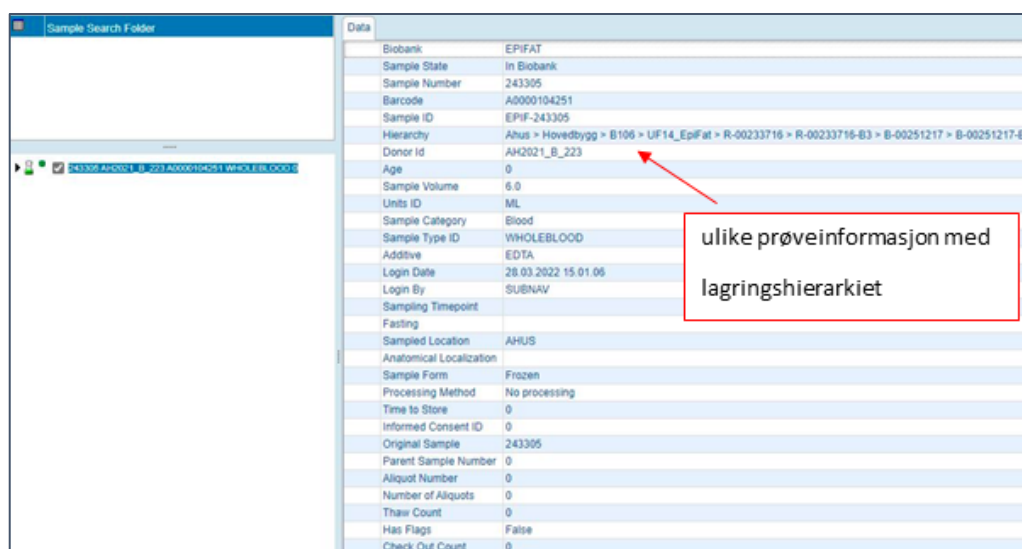 Sample Search Folder
243305 AH2021_B_223 A0000104251 WHOLEBLOOD
Data
Biobank EPIFAT
Sample State In Biobank
Sample Number 243305
Barcode A0000104251
Sample ID EPIF-243305
Hierarchy Ahus > Hovedbygg > B106 > UF14_EpiFat > R-00233716 > R-00233716-B3 > B-00251217 > B-00251217-
Donor Id AH2021_B_223
Age 0
Sample Volume 6.0
Units ID ML
Sample Category Blood
Sample Type ID WHOLEBLOOD
Additive EDTA
Login Date 28.03.2022 15.01.06
Login By SUBNAV
Sampling Timepoint
Fasting
Sampled Location AHUS
Anatomical Localization
Sample Form Frozen
Processing Method No processing
Time to Store 0
Informed Consent ID 0
Original Sample 243305
Parent Sample Number 0
Aliquot Number 0
Number of Aliquots 0
Thaw Count 0
Has Flags False
Check Out Count 0
ulike prøveinformasjon med
lagringshierarkiet